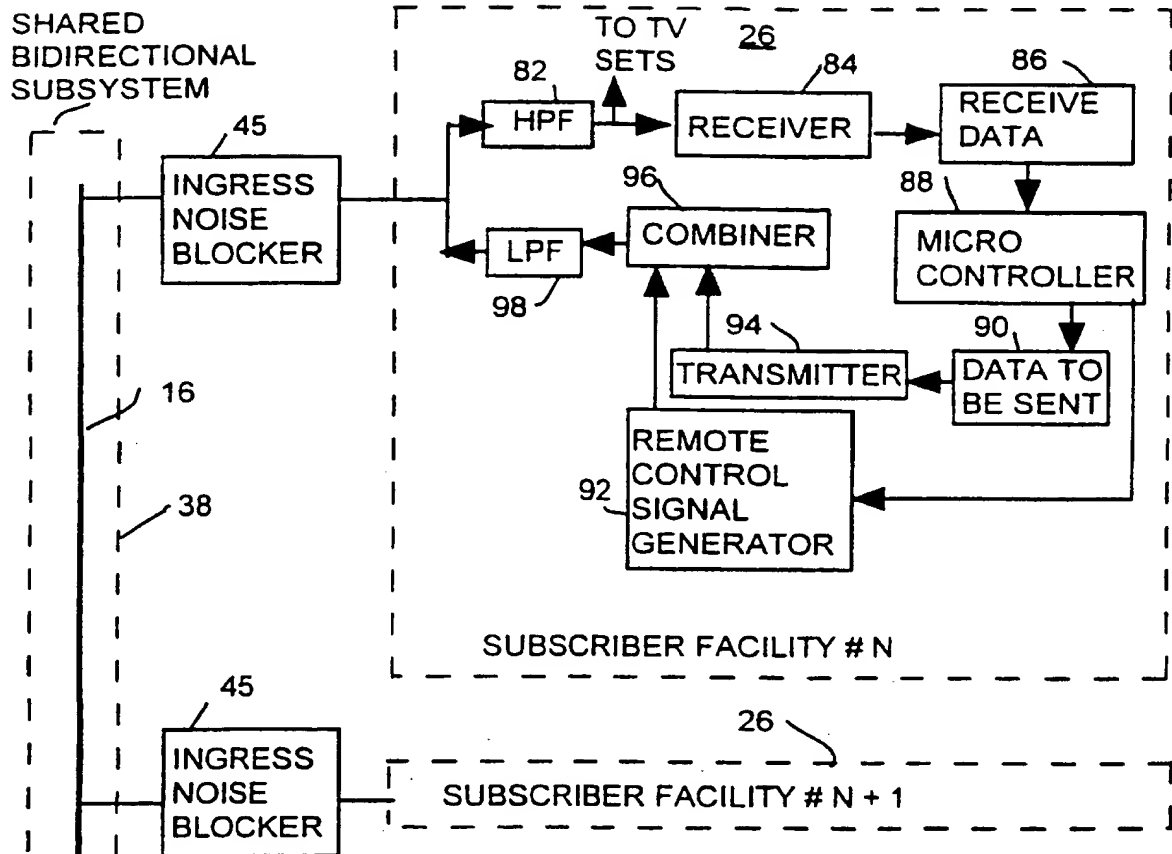 SHARED
BIDIRECTIONAL
SUBSYSTEM
TO TV
SETS
26
82
84
86
45
HPF
RECEIVER
RECEIVE
DATA
INGRESS
NOISE
BLOCKER
96
88
COMBINER
MICRO
CONTROLLER
LPF
98
94
90
TRANSMITTER
DATA TO
BE SENT
16
REMOTE
CONTROL
SIGNAL
GENERATOR
92
38
SUBSCRIBER FACILITY # N
45
26
INGRESS
NOISE
BLOCKER
SUBSCRIBER FACILITY # N + 1